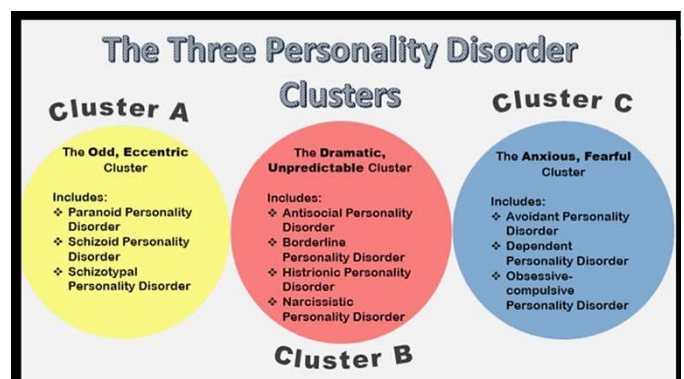 The Three Personality Disorder
Clusters
Cluster A
The Odd, Eccentric
Cluster
Includes:
❖ Paranoid Personality
Disorder
❖ Schizoid Personality
Disorder
❖ Schizotypal
Personality Disorder
The Dramatic,
Unpredictable Cluster
Includes:
❖ Antisocial Personality
Disorder
❖ Borderline
Personality Disorder
❖ Histrionic Personality
Disorder
❖ Narcissistic
Personality Disorder
Cluster B
Cluster C
The Anxious, Fearful
Cluster
Includes:
❖ Avoidant Personality
Disorder
❖ Dependent
Personality Disorder
❖ Obsessive-
compulsive
Personality Disorder